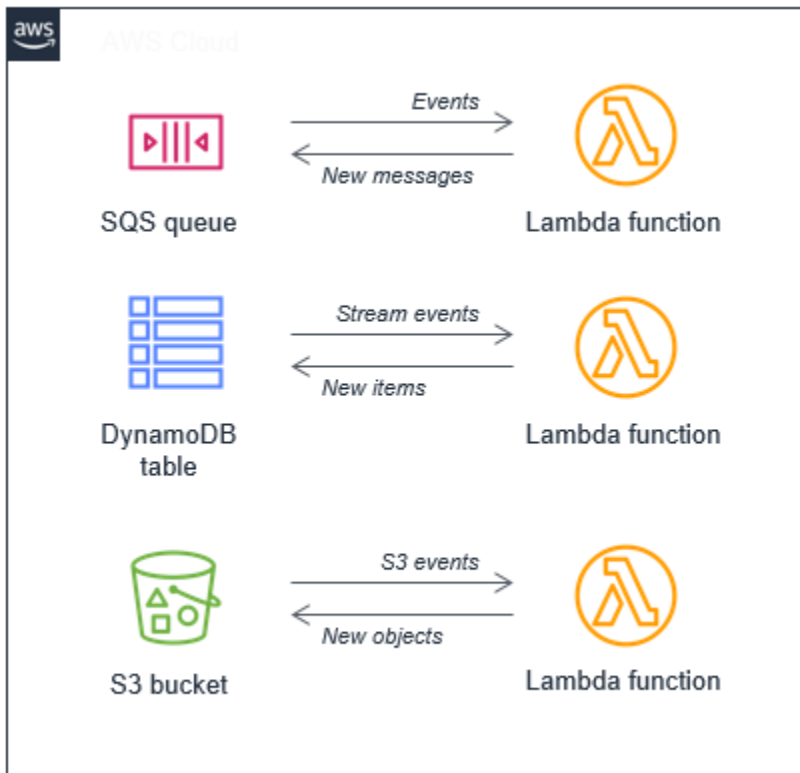 aws
AWS Cloud
Events
New messages
SQS queue
Lambda function
Stream events
New items
DynamoDB
table
Lambda function
S3 events
New objects
S3 bucket
Lambda function